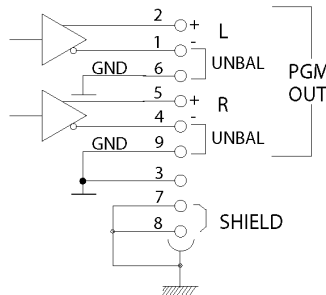 2 + L
1 -
GND 6 UNBAL
5 + R
4 -
GND 9 UNBAL
PGM
OUT
3
7
8 SHIELD